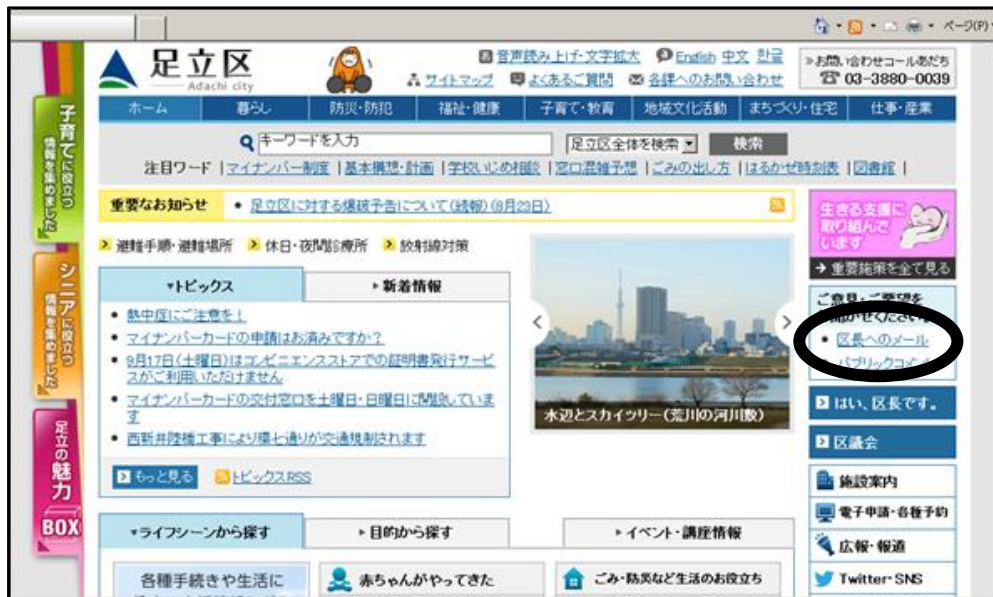 ページ(P)
足立区
Adachi city
音声読み上げ・文字拡大 English 中文 한글
サイトマップ よくあるご質問 各課へのお問い合わせ
お問い合わせコールあだち
03-3880-0039
ホーム 暮らし 防災・防犯 福祉・健康 子育て・教育 地域文化活動 まちづくり・住宅 仕事・産業
キーワードを入力 足立区全体を検索 検索
注目ワード | マイナンバー制度 | 基本構想・計画 | 学校いじめ相談 | 窓口混雑予想 | ごみの出し方 | はるかぜ時刻表 | 図書館 |
重要なお知らせ
足立区に対する爆破予告について(続報)(8月23日)
避難手順・避難場所 休日・夜間診療所 放射線対策
トピックス 新着情報
熱中症にご注意を！
マイナンバーカードの申請はお済みですか？
9月17日(土曜日)はコンビニエンスストアでの証明書発行サービ
スがご利用いただけません
マイナンバーカードの交付窓口を土曜日・日曜日に開設していま
す
西新井陸橋工事により環七通りが交通規制されます
もっと見る トピックスRSS
水辺とスカイツリー(荒川の河川敷)
ライフシーンから探す 目的から探す イベント・講座情報
各種手続きや生活に
赤ちゃんがやってきた
ごみ・防災など生活のお役立ち
生きる支援に
取り組んで
います
重要施策を全て見る
ご意見・ご要望を
区長へのメール
パブリックコメ
はい、区長です。
区議会
施設案内
電子申請・各種予約
広報・報道
Twitter・SNS
子育てに役立つ
情報を集めました
シニアに役立つ
情報を集めました
足立の魅力
BOX